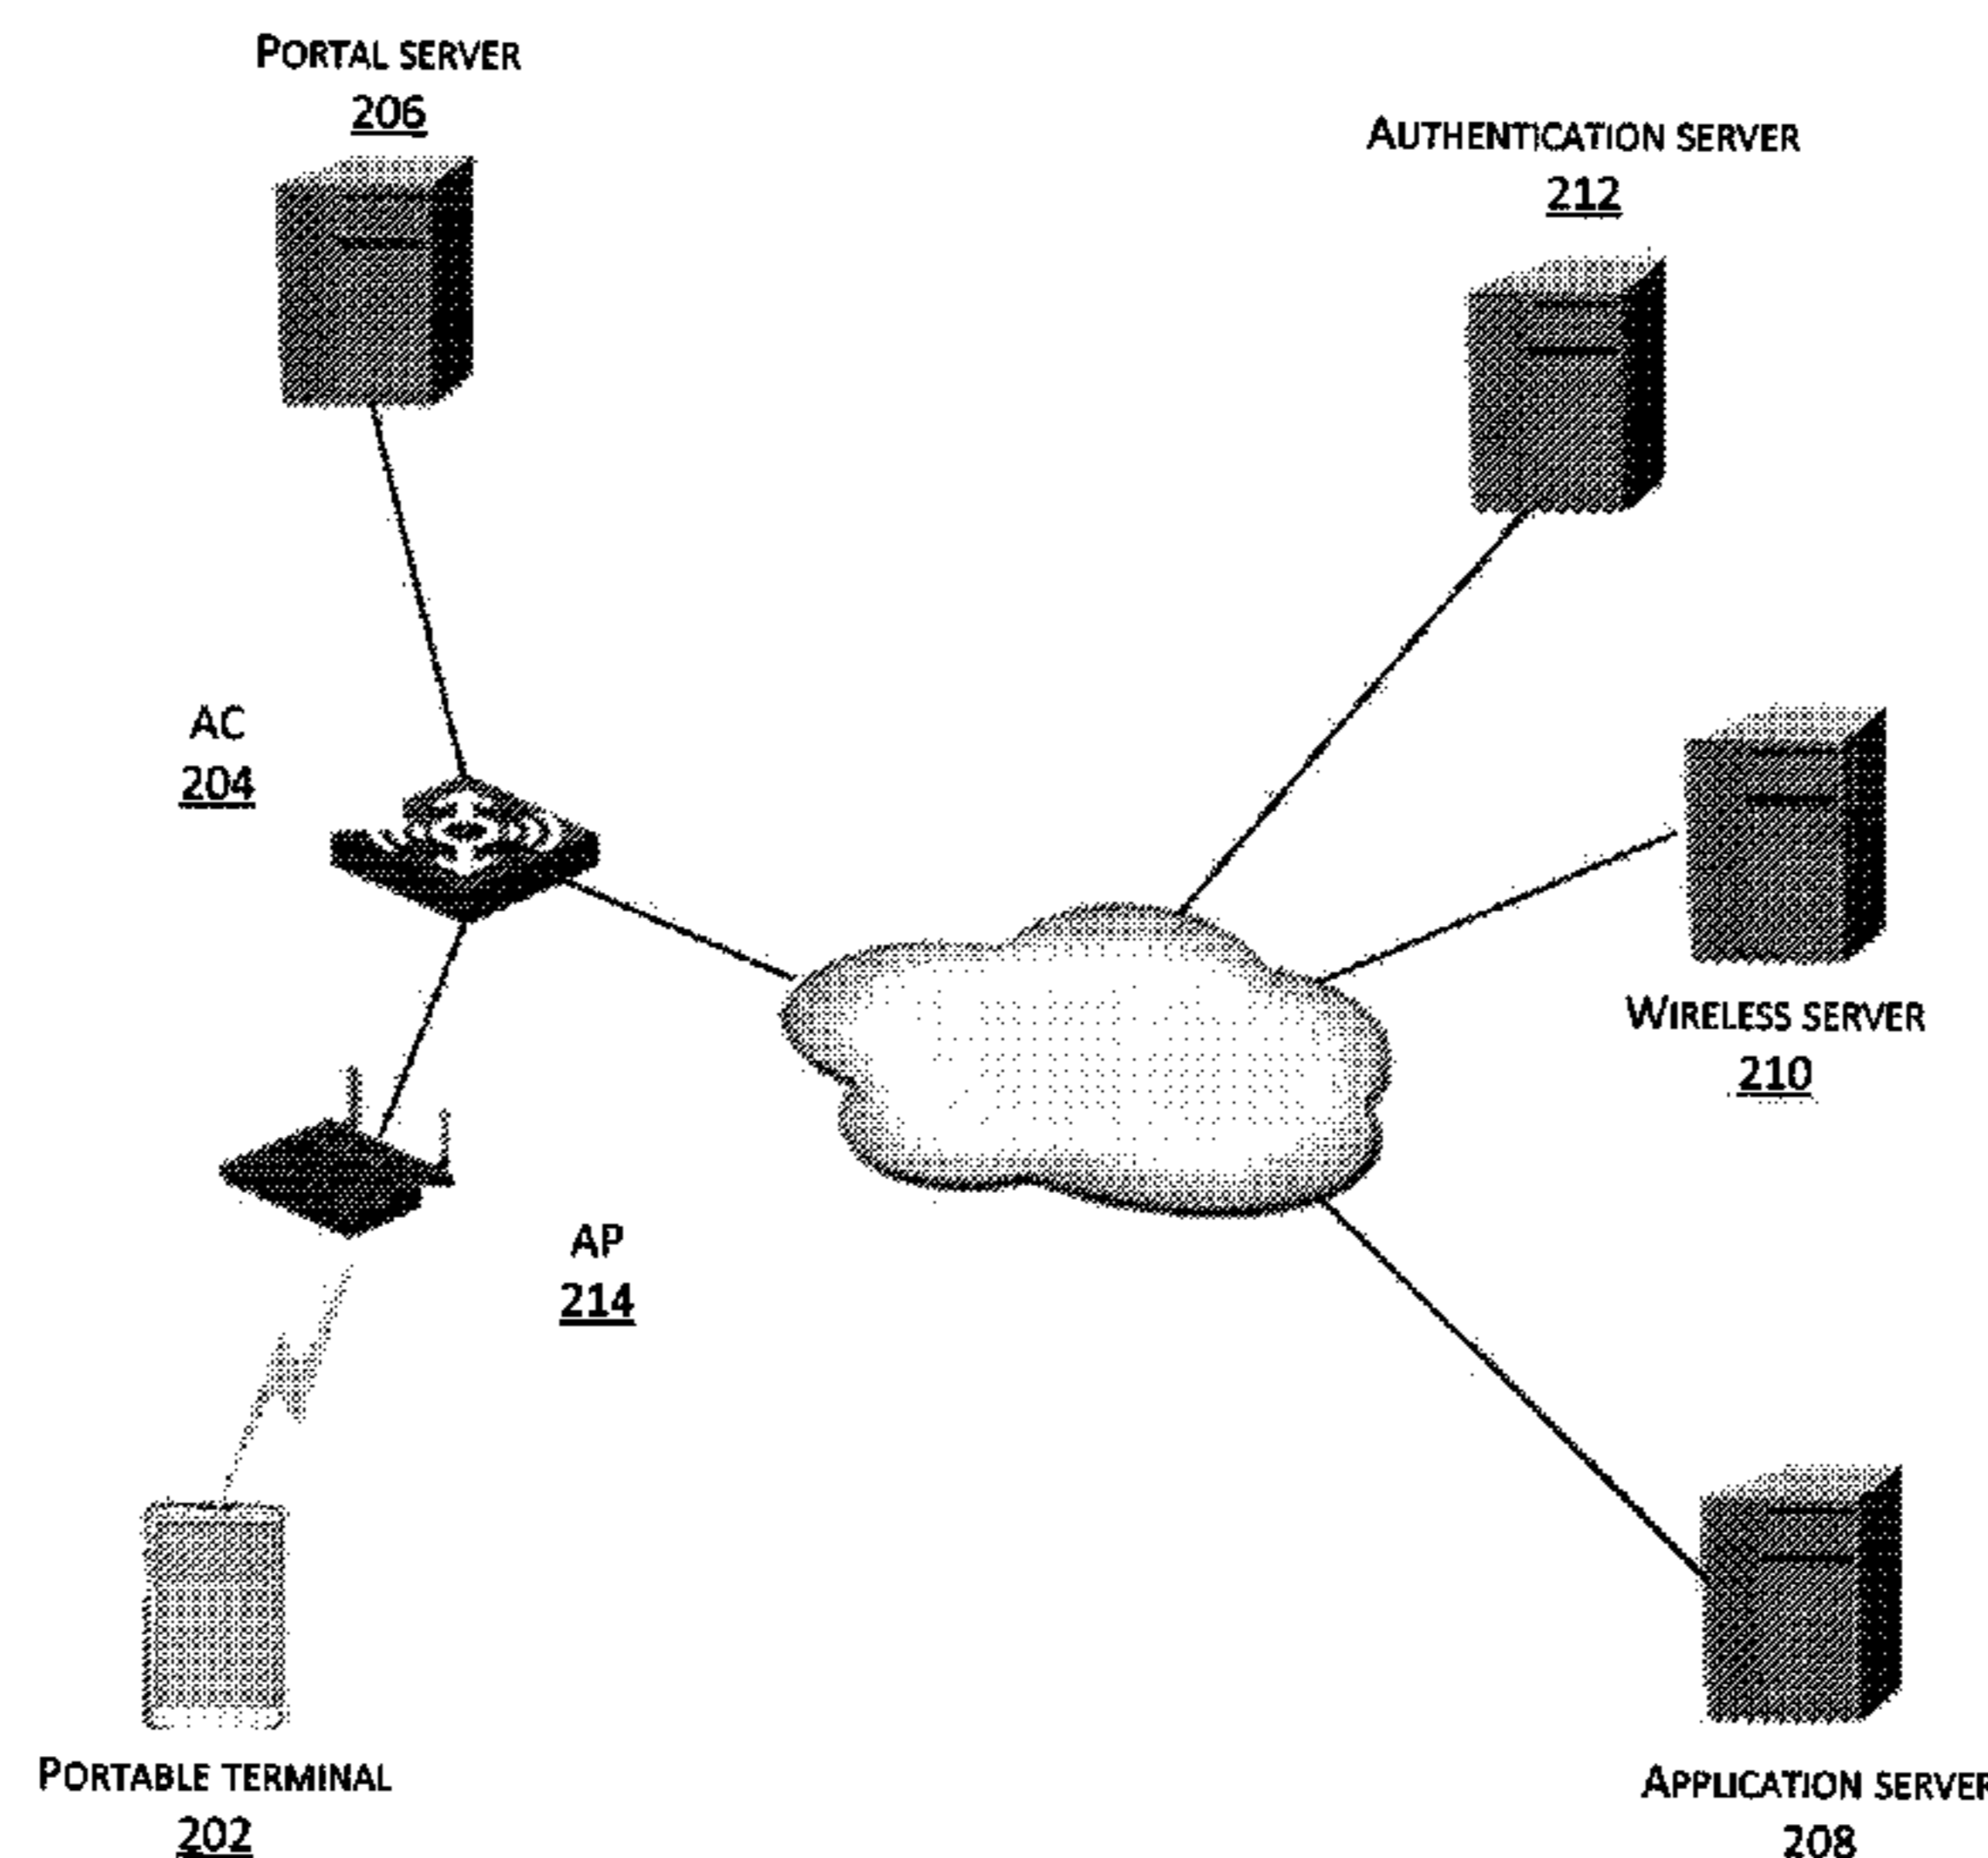 PORTAL SERVER
206
AUTHENTICATION SERVER
212
AC
204
WIRELESS SERVER
210
AP
214
PORTABLE TERMINAL
202
APPLICATION SERVER
208